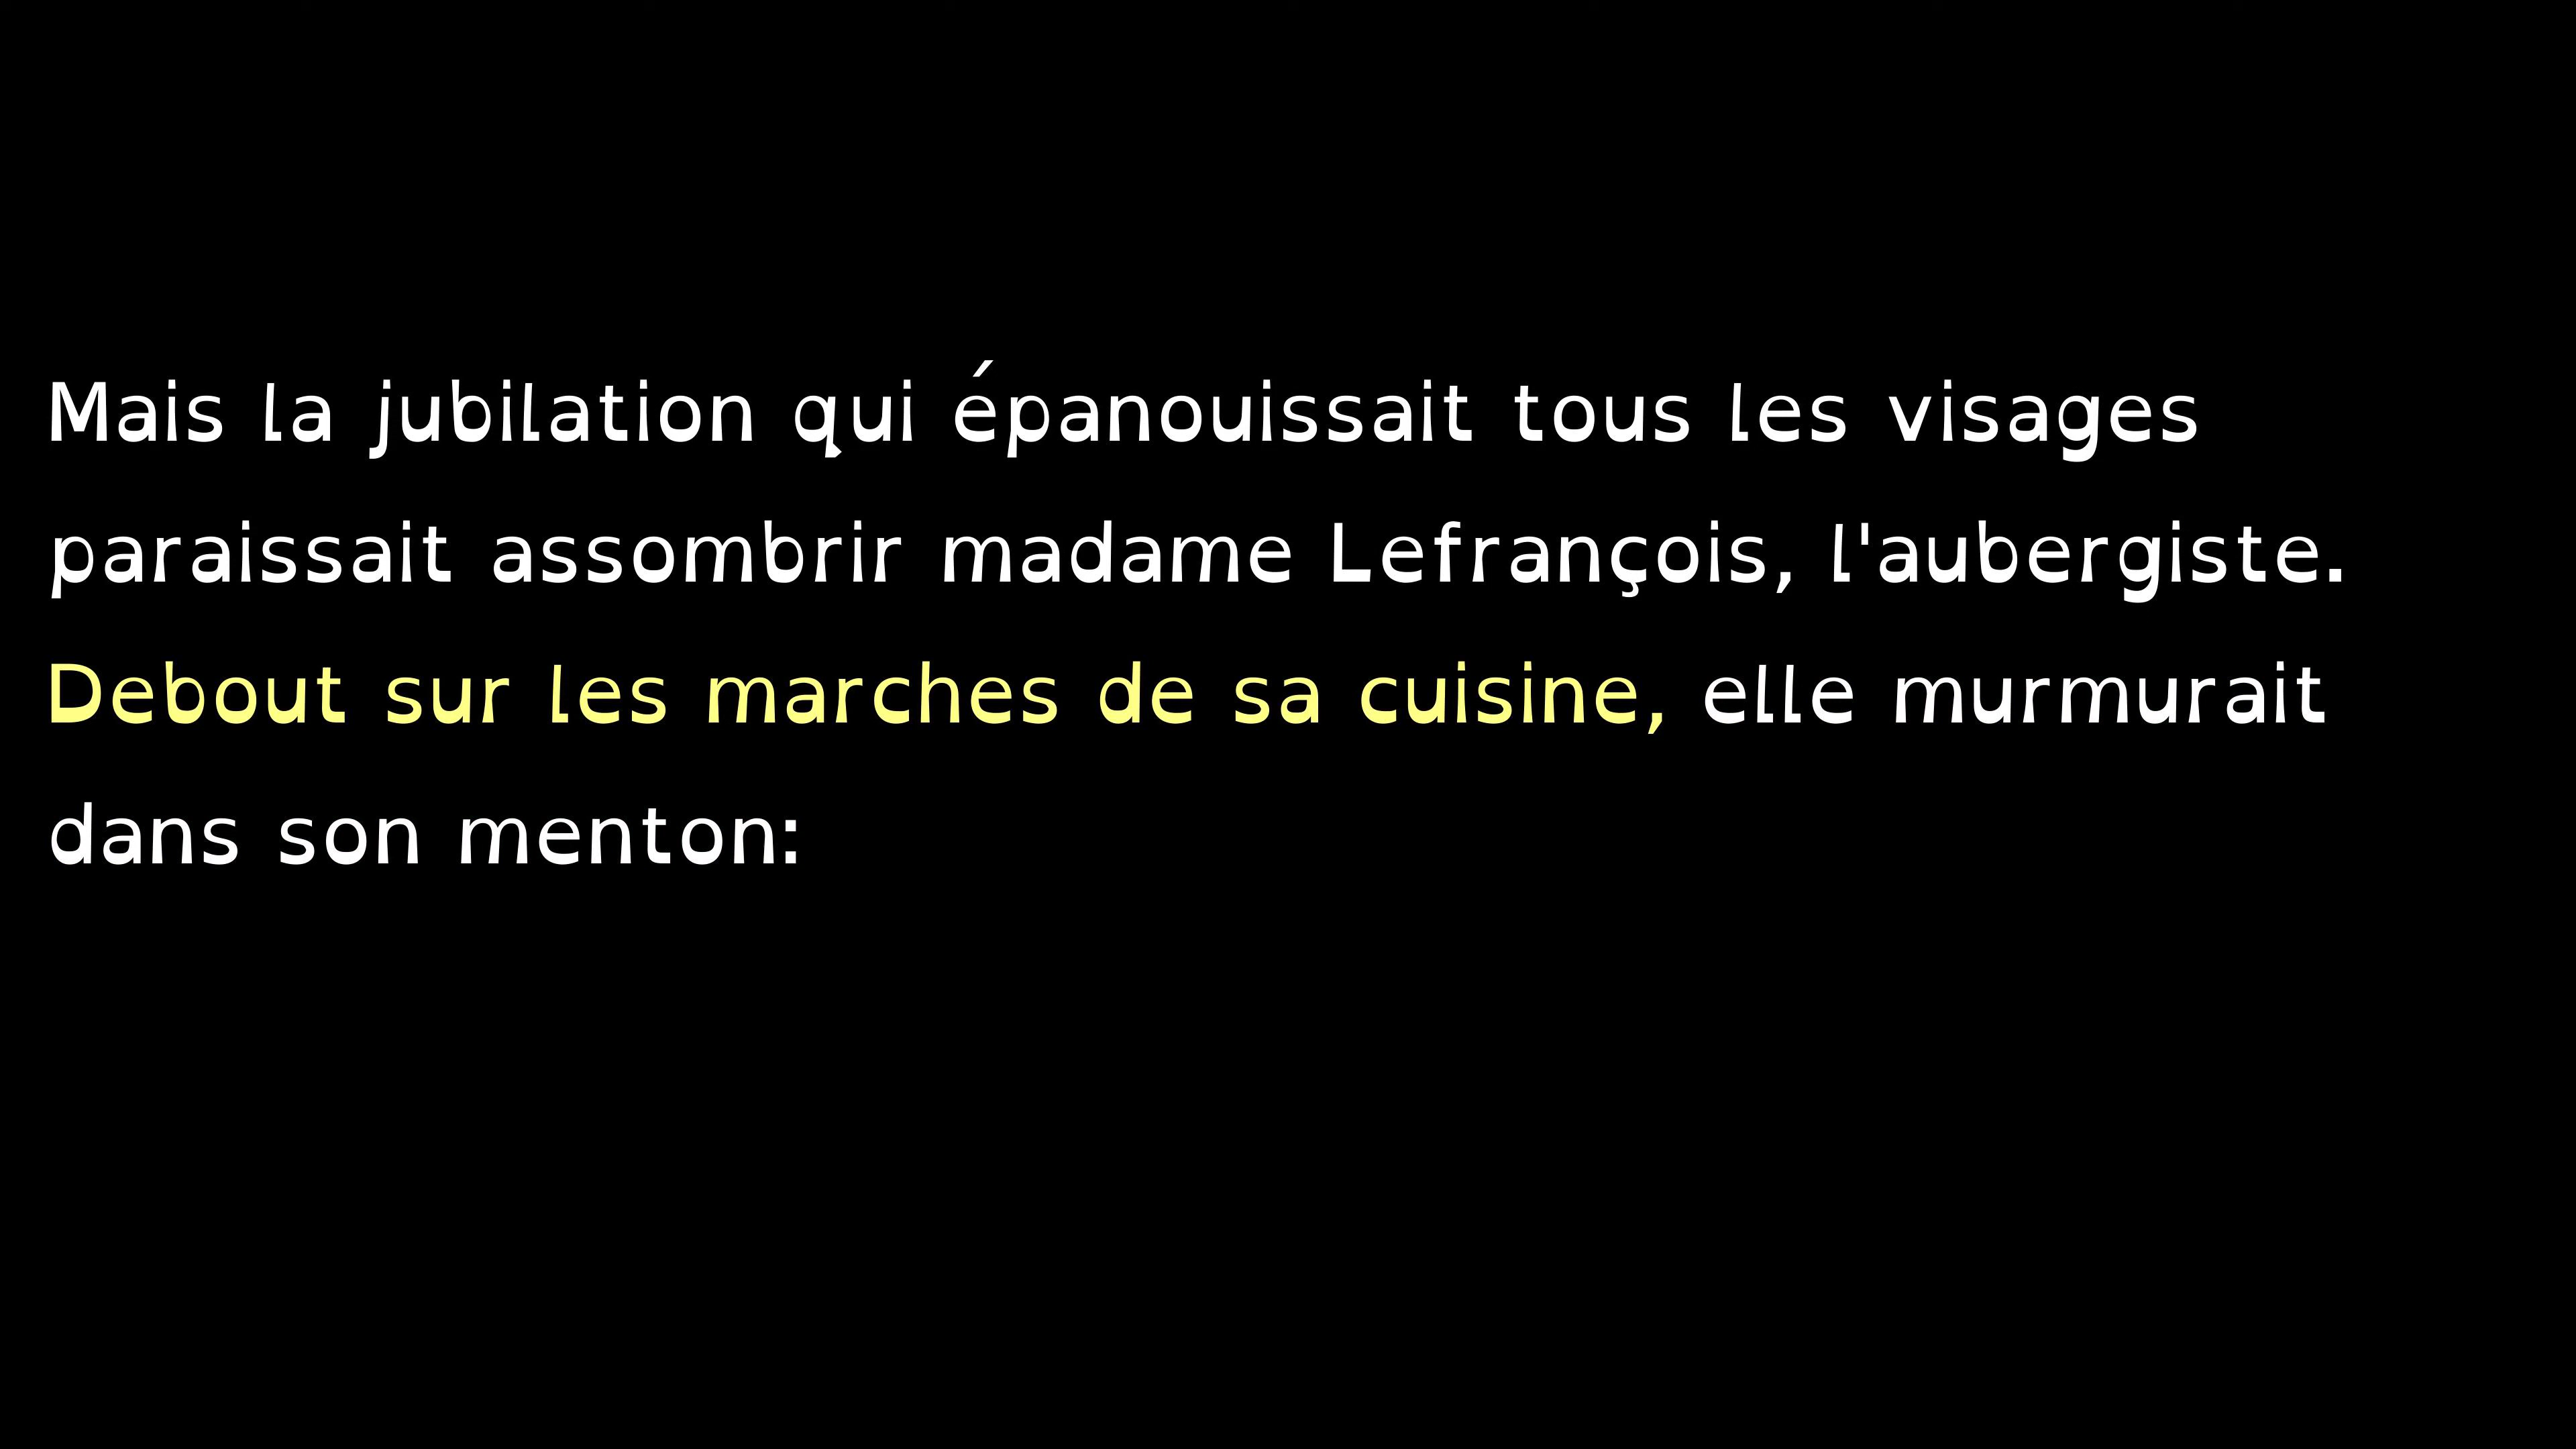 Mais la jubilation qui épanouissait tous les visages
paraissait assombrir madame Lefrançois, l'aubergiste.
Debout sur les marches de sa cuisine, elle murmurait
dans son menton: